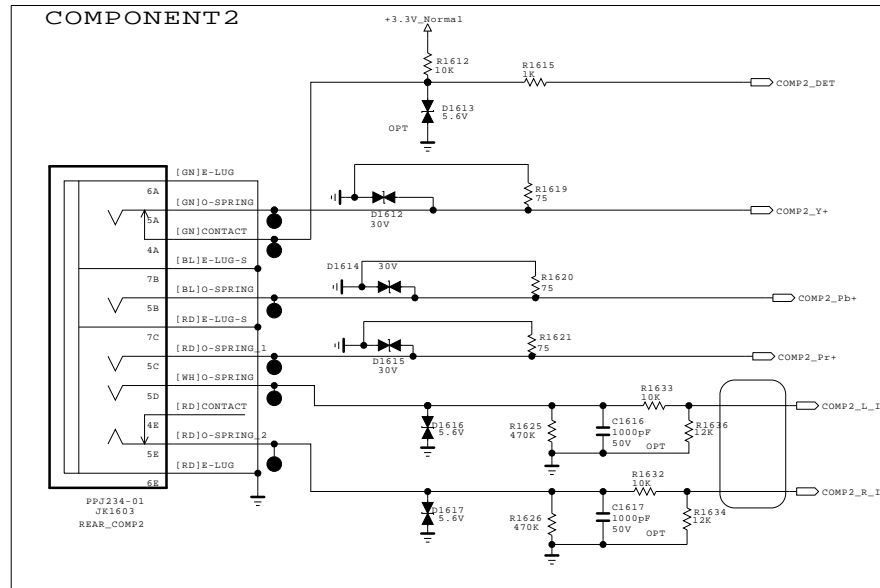 COMPONENT2
+3.3V_Normal
R1612
10K
R1615
1K
COMP2_DET
D1613
5.6V
OPT
[GN]E-LUG
6A
[GN]O-SPRING
5A
[GN]CONTACT
4A
[BL]E-LUG-S
7B
[BL]O-SPRING
5B
[RD]E-LUG-S
7C
[RD]O-SPRING_1
5C
[WH]O-SPRING
5D
[RD]CONTACT
4E
[RD]O-SPRING_2
5E
[RD]E-LUG
6E
PPJ234-01
JK1603
REAR_COMP2
D1612
30V
R1619
75
COMP2_Y+
D1614
30V
R1620
75
COMP2_Pb+
D1615
30V
R1621
75
COMP2_Pr+
D1616
5.6V
R1625
470K
C1616
1000pF
50V
OPT
R1633
10K
R1636
12K
COMP2_L_I
D1617
5.6V
R1626
470K
C1617
1000pF
50V
OPT
R1632
10K
R1634
12K
COMP2_R_I